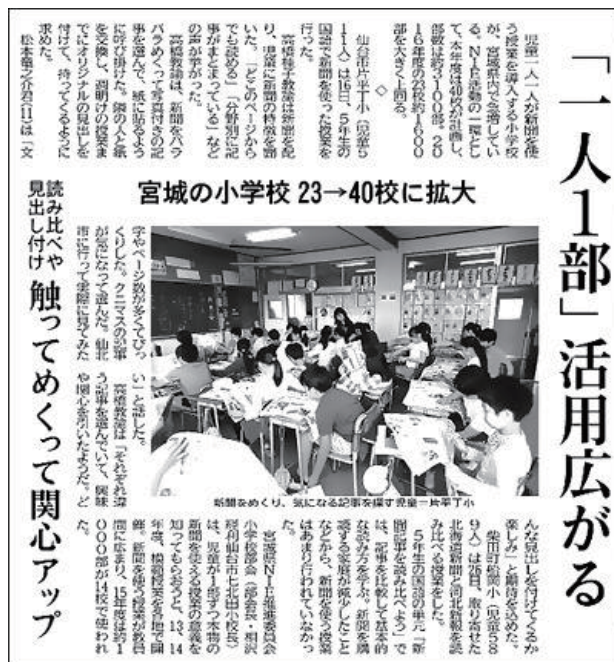 「一人1部」活用広がる
宮城の小学校 23→40校に拡大
読み比べや
見出し付け
触ってめくって関心アップ
児童一人一人が新聞を使
う授業を導入する小学校
が、宮城県内で急増してい
る。NIE活動の一環とし
て、本年度は40校が計画し、
部数は約3100部。20
16年度の23校約1600
部を大きく上回る。
◇
仙台市片平丁小(児童5
11人)は16日、5年生の
国語で新聞を使った授業を
行った。
高橋桂子教諭は新聞を配
り、児童に新聞の特徴を聞
いた。「どこのページから
でも読める」「分野別に記
事がまとまっている」など
の声が挙がった。
高橋教諭は、新聞をパラ
パラめくって写真付きの記
事を選んで、紙に貼るよう
に呼び掛けた。隣の人と紙
を交換し、週明けの授業ま
でにオリジナルの見出しを
付けて、持ってくるように
求めた。
松本竜之介君(11)は「文
字やページ数が多くてびっ
くりした。クニマスの記事
が気になって選んだ。仙北
市に行って実際に見てみた
い」と話した。
高橋教諭は「それぞれ違
う記事を選んでいて、興味
や関心を引いたようだ。ど
んな見出しを付けてくるか
楽しみ」と期待を込めた。
柴田町船岡小(児童58
9人)は26日、取り寄せた
北海道新聞と河北新報を読
み比べる授業をした。
5年生の国語の単元「新
聞記事を読み比べよう」で
は、記事を比較して基本的
な読み方を学ぶ。新聞を購
読する家庭が減少したこと
などから、新聞を使う授業
はあまり行われていなかっ
た。
宮城県NIE推進委員会
小学校部会(部会長・相沢
経利仙台市七北田小校長)
は、児童が1部ずつ本物の
新聞を使える授業の意義を
知ってもらおうと、13、14
年度、模擬授業を各地で開
催。新聞を使う授業が教員
間に広まり、15年度は約1
000部が14校で使われ
た。
新聞をめくり、気になる記事を探す児童=片平丁小